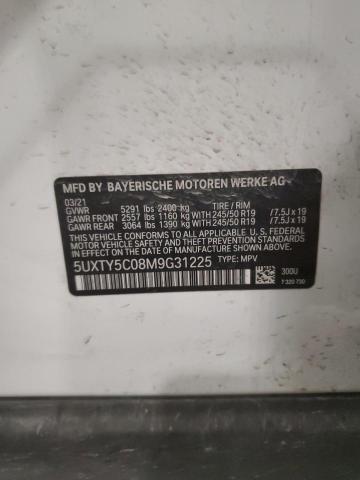 MFD BY BAYERISCHE MOTOREN WERKE AG
03/21
GVWR 5291 lbs 2400 kg TIRE / RIM
GAWR FRONT 2557 lbs 1160 kg WITH 245/50 R19 /7.5J x 19
GAWR REAR 3064 lbs 1390 kg WITH 245/50 R19 /7.5J x 19
THIS VEHICLE CONFORMS TO ALL APPLICABLE U.S. FEDERAL
MOTOR VEHICLE SAFETY AND THEFT PREVENTION STANDARDS
IN EFFECT ON THE DATE OF MANUFACTURE SHOWN ABOVE.
5UXTY5C08M9G31225 TYPE: MPV
300U
7 320 730